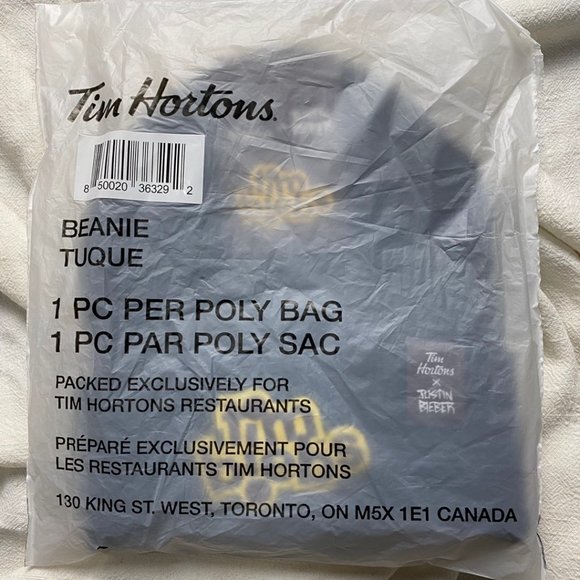 Tim Hortons.
8 50020 36329 2
BEANIE
TUQUE
1 PC PER POLY BAG
1 PC PAR POLY SAC
Tim
Hortons
X
JUSTIN
BIEBER
PACKED EXCLUSIVELY FOR
TIM HORTONS RESTAURANTS
PRÉPARÉ EXCLUSIVEMENT POUR
LES RESTAURANTS TIM HORTONS
130 KING ST. WEST, TORONTO, ON M5X 1E1 CANADA